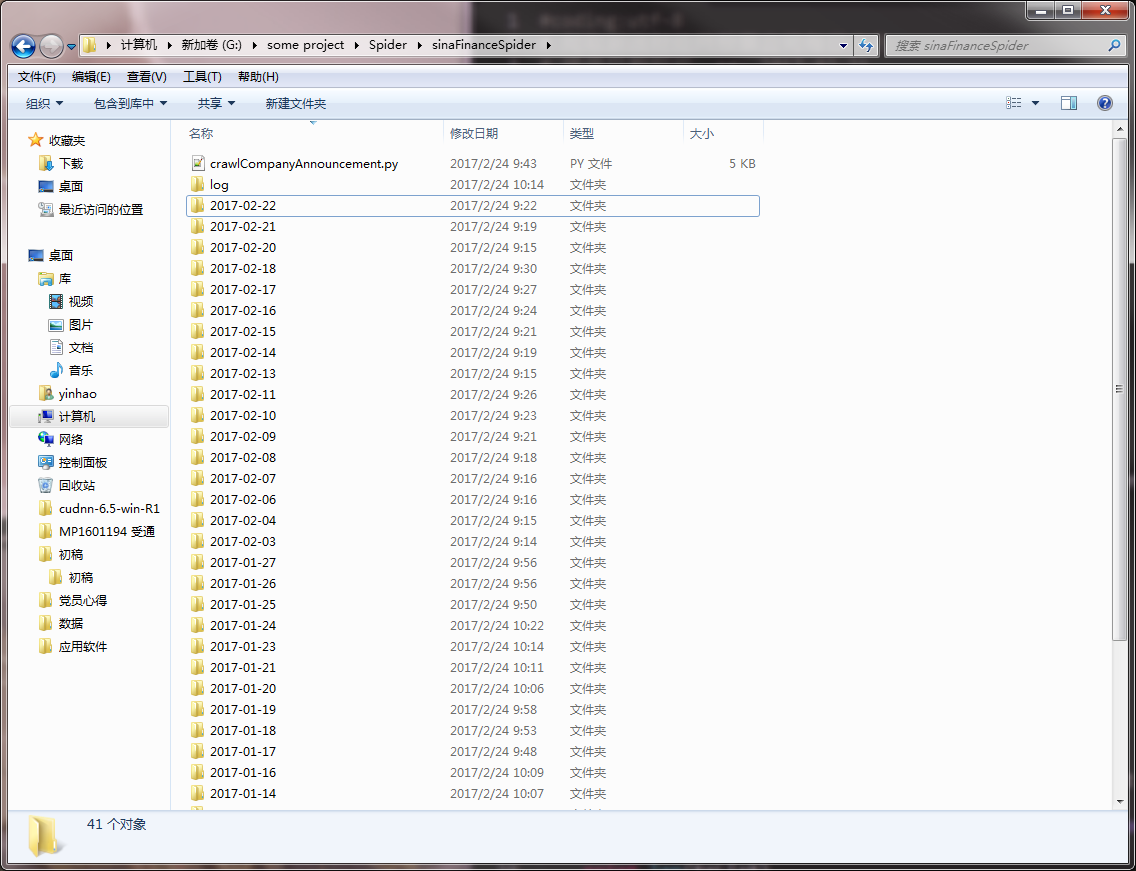 1. #coding:utf-8
计算机 新加卷 (G:) some project Spider sinaFinanceSpider
搜索 sinaFinanceSpider
文件(F) 编辑(E) 查看(V) 工具(T) 帮助(H)
组织 包含到库中 共享 新建文件夹
收藏夹
下载
桌面
最近访问的位置
桌面
库
视频
图片
文档
音乐
yinhao
计算机
网络
控制面板
回收站
cudnn-6.5-win-R1
MP1601194 受通
初稿
初稿
党员心得
数据
应用软件
名称 修改日期 类型 大小
crawlCompanyAnnouncement.py 2017/2/24 9:43 PY 文件 5 KB
log 2017/2/24 10:14 文件夹
2017-02-22 2017/2/24 9:22 文件夹
2017-02-21 2017/2/24 9:19 文件夹
2017-02-20 2017/2/24 9:15 文件夹
2017-02-18 2017/2/24 9:30 文件夹
2017-02-17 2017/2/24 9:27 文件夹
2017-02-16 2017/2/24 9:24 文件夹
2017-02-15 2017/2/24 9:21 文件夹
2017-02-14 2017/2/24 9:19 文件夹
2017-02-13 2017/2/24 9:15 文件夹
2017-02-11 2017/2/24 9:26 文件夹
2017-02-10 2017/2/24 9:23 文件夹
2017-02-09 2017/2/24 9:21 文件夹
2017-02-08 2017/2/24 9:18 文件夹
2017-02-07 2017/2/24 9:16 文件夹
2017-02-06 2017/2/24 9:16 文件夹
2017-02-04 2017/2/24 9:15 文件夹
2017-02-03 2017/2/24 9:14 文件夹
2017-01-27 2017/2/24 9:56 文件夹
2017-01-26 2017/2/24 9:56 文件夹
2017-01-25 2017/2/24 9:50 文件夹
2017-01-24 2017/2/24 10:22 文件夹
2017-01-23 2017/2/24 10:14 文件夹
2017-01-21 2017/2/24 10:11 文件夹
2017-01-20 2017/2/24 10:06 文件夹
2017-01-19 2017/2/24 9:58 文件夹
2017-01-18 2017/2/24 9:53 文件夹
2017-01-17 2017/2/24 9:48 文件夹
2017-01-16 2017/2/24 10:09 文件夹
2017-01-14 2017/2/24 10:07 文件夹
41 个对象